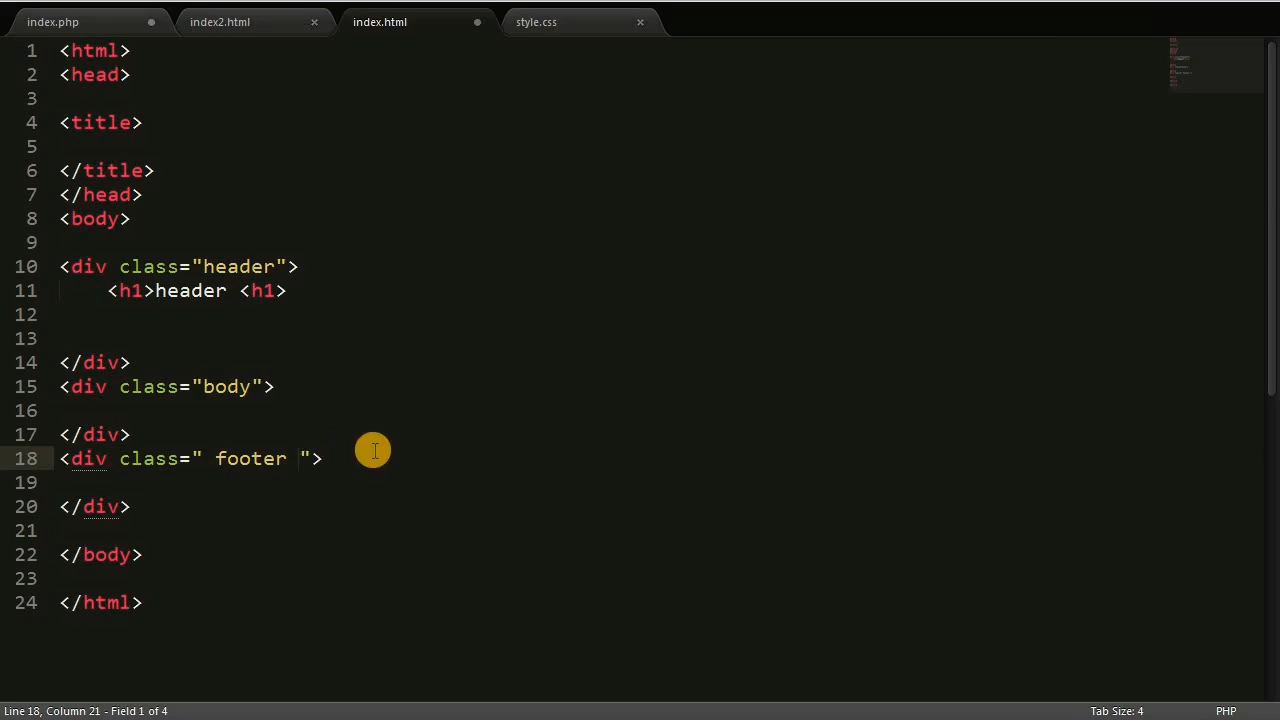 index.php index2.html index.html style.css
1 <html>
2 <head>
3
4 <title>
5
6 </title>
7 </head>
8 <body>
9
10 <div class="header">
11 <h1>header <h1>
12
13
14 </div>
15 <div class="body">
16
17 </div>
18 <div class=" footer ">
19
20 </div>
21
22 </body>
23
24 </html>
Line 18, Column 21 - Field 1 of 4 Tab Size: 4 PHP